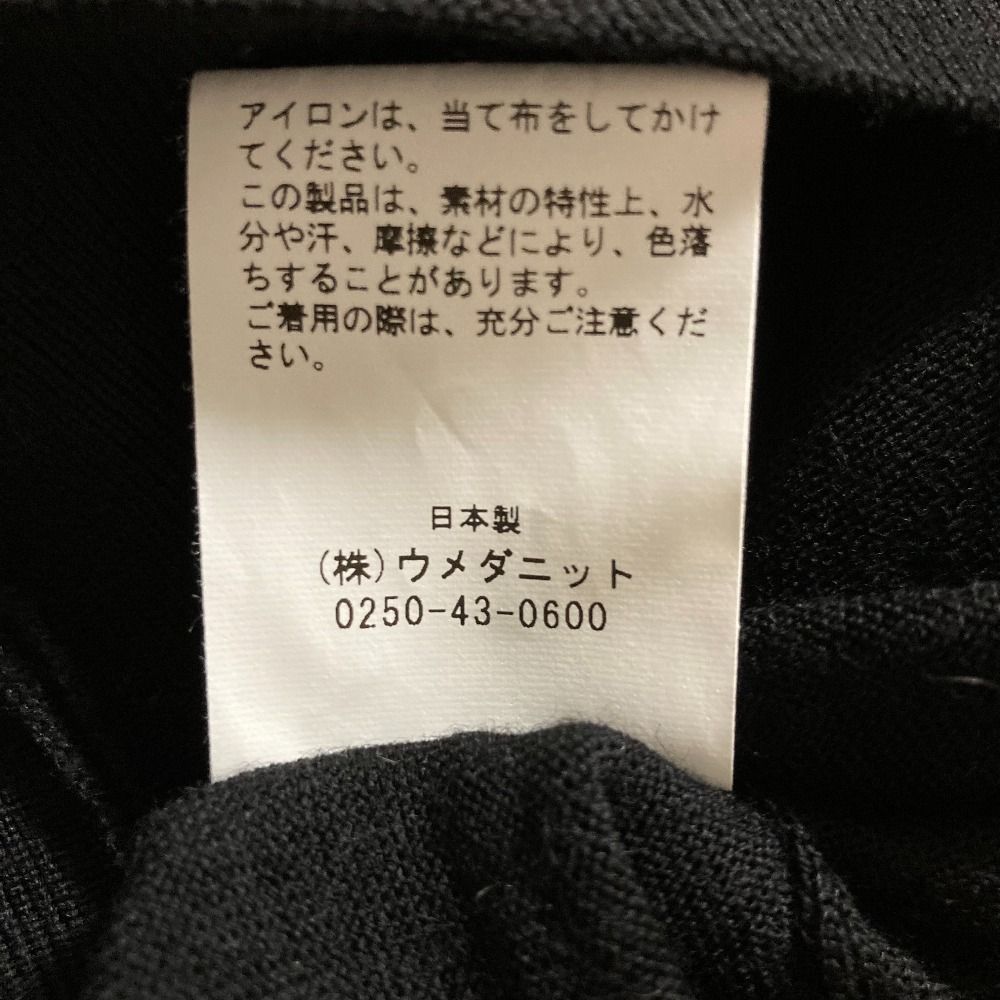 アイロンは、当て布をしてかけ
てください。
この製品は、素材の特性上、水
分や汗、摩擦などにより、色落
ちすることがあります。
ご着用の際は、充分ご注意くだ
さい。
日本製
(株)ウメダニット
0250-43-0600